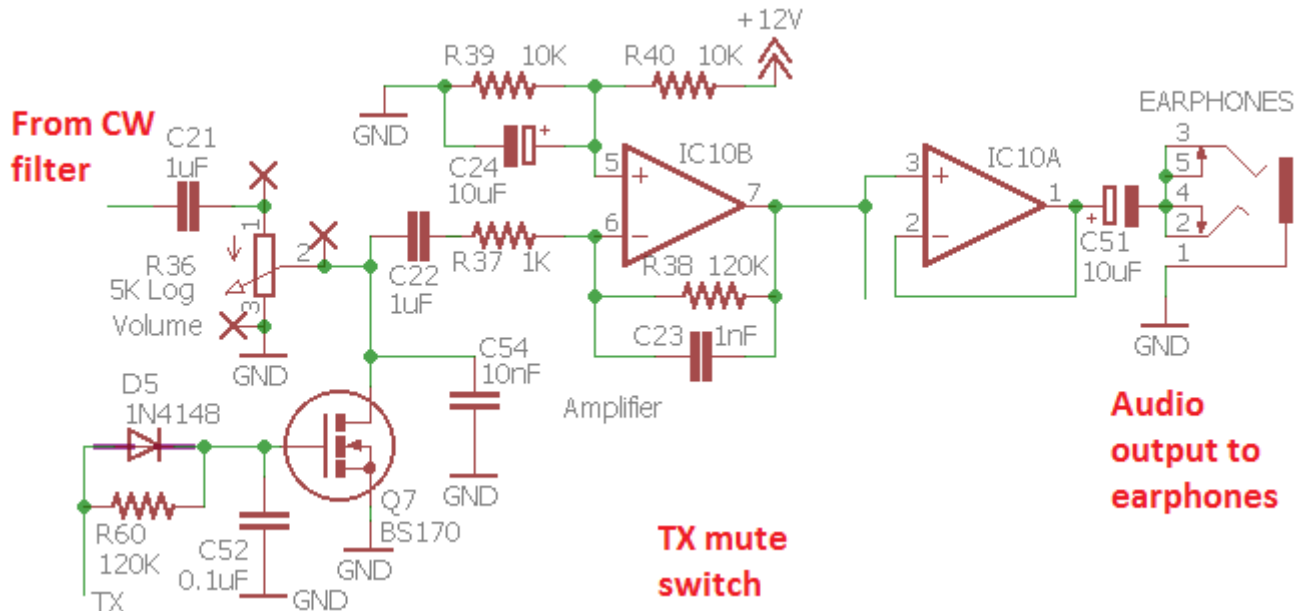 +12V
R39 10K
R40 10K
From CW
filter
C21
1uF
GND
C24
10uF
+
5
+
IC10B
7
6
-
EARPHONES
3
5
4
2
1
IC10A
3
+
1
2
-
+
C51
10uF
1
2
3
R36
5K Log
Volume
GND
C22
1uF
R37 1K
R38 120K
C23 1nF
GND
C54
10nF
GND
Amplifier
D5
1N4148
R60
120K
TX
C52
0.1uF
GND
Q7
BS170
GND
TX mute
switch
Audio
output to
earphones